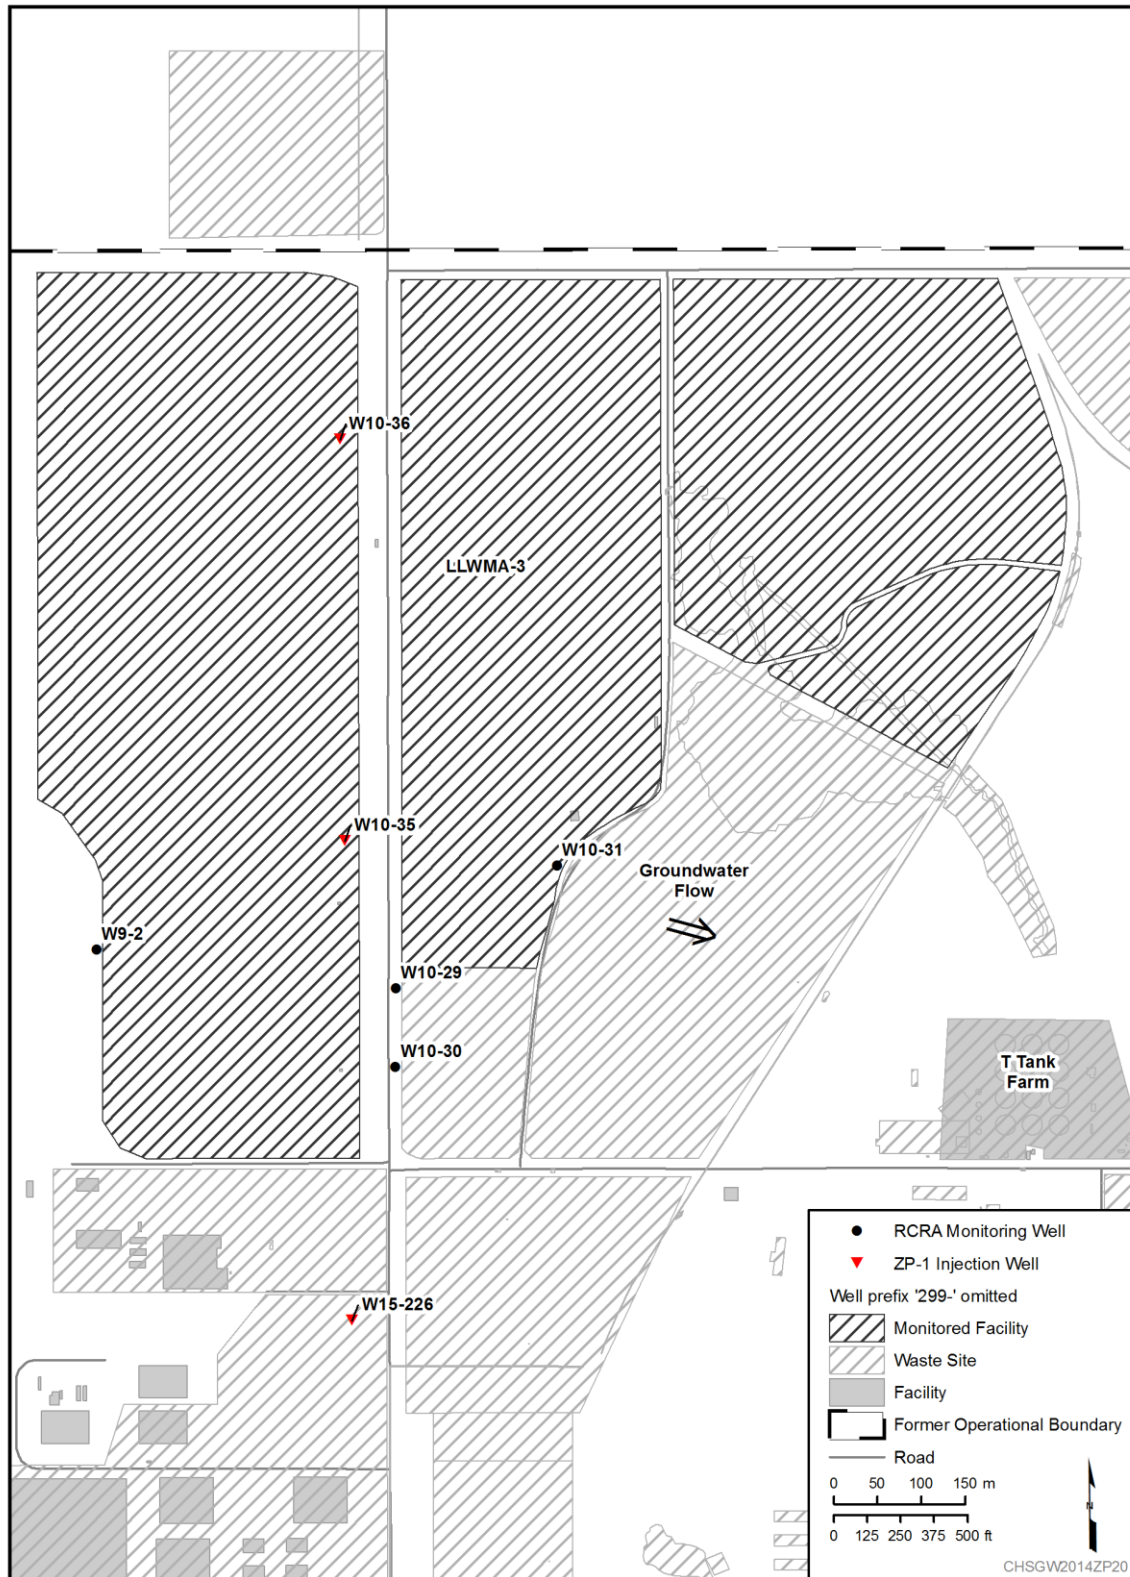 W10-36
LLWMA-3
W10-35
W10-31
Groundwater
Flow
W9-2
W10-29
W10-30
T Tank
Farm
W15-226
RCRA Monitoring Well
ZP-1 Injection Well
Well prefix '299-' omitted
Monitored Facility
Waste Site
Facility
Former Operational Boundary
Road
0 50 100 150 m
0 125 250 375 500 ft
N
CHSGW2014ZP20